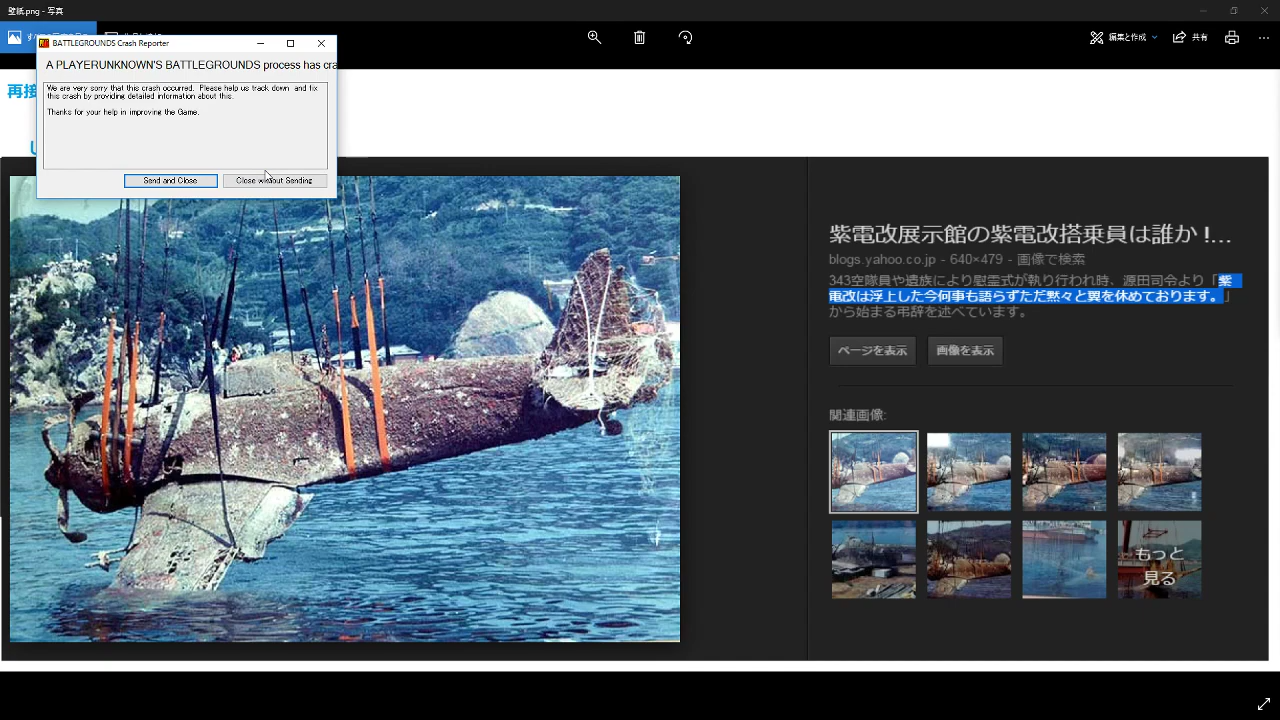 壁紙.png - 写真
編集と作成
共有
BATTLEGROUNDS Crash Reporter
A PLAYERUNKNOWN'S BATTLEGROUNDS process has cra
We are very sorry that this crash occurred. Please help us track down and fix
this crash by providing detailed information about this.
Thanks for your help in improving the Game.
Send and Close
Close without Sending
再接
し
紫電改展示館の紫電改搭乗員は誰か !...
blogs.yahoo.co.jp - 640×479 - 画像で検索
343空隊員や遺族により慰霊式が執り行われ時、源田司令より「紫
電改は浮上した今何事も語らずただ黙々と翼を休めております。」
から始まる弔辞を述べています。
ページを表示
画像を表示
関連画像:
もっと
見る